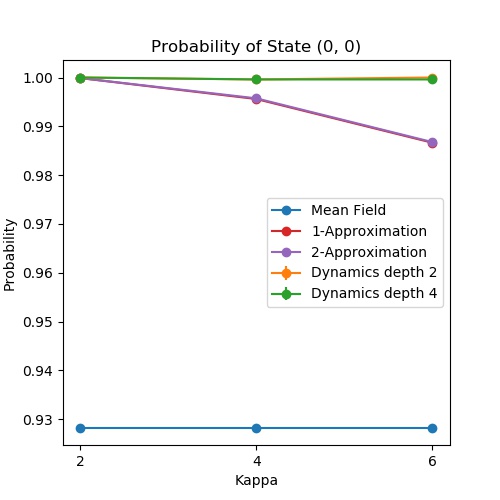 Probability of State (0, 0)
Probability
1.00
0.99
0.98
0.97
0.96
0.95
0.94
0.93
Mean Field
1-Approximation
2-Approximation
Dynamics depth 2
Dynamics depth 4
2
4
6
Kappa